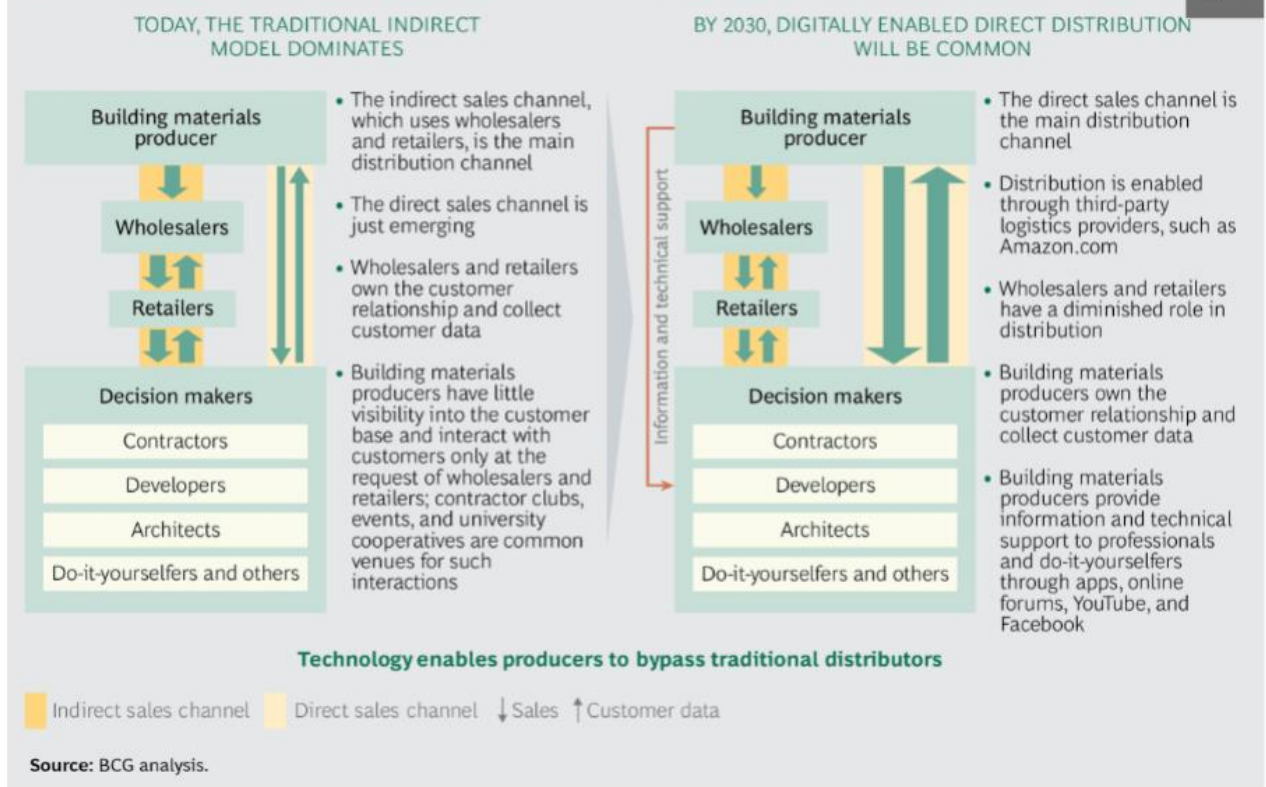 TODAY, THE TRADITIONAL INDIRECT
MODEL DOMINATES
Building materials
producer
Wholesalers
Retailers
Decision makers
Contractors
Developers
Architects
Do-it-yourselfers and others
• The indirect sales channel,
which uses wholesalers
and retailers, is the main
distribution channel
• The direct sales channel is
just emerging
• Wholesalers and retailers
own the customer
relationship and collect
customer data
• Building materials
producers have little
visibility into the customer
base and interact with
customers only at the
request of wholesalers and
retailers; contractor clubs,
events, and university
cooperatives are common
venues for such
interactions
BY 2030, DIGITALLY ENABLED DIRECT DISTRIBUTION
WILL BE COMMON
Information and technical support
Building materials
producer
Wholesalers
Retailers
Decision makers
Contractors
Developers
Architects
Do-it-yourselfers and others
• The direct sales channel is
the main distribution
channel
• Distribution is enabled
through third-party
logistics providers, such as
Amazon.com
• Wholesalers and retailers
have a diminished role in
distribution
• Building materials
producers own the
customer relationship and
collect customer data
• Building materials
producers provide
information and technical
support to professionals
and do-it-yourselfers
through apps, online
forums, YouTube, and
Facebook
Technology enables producers to bypass traditional distributors
Indirect sales channel
Direct sales channel
↓Sales
↑Customer data
Source: BCG analysis.